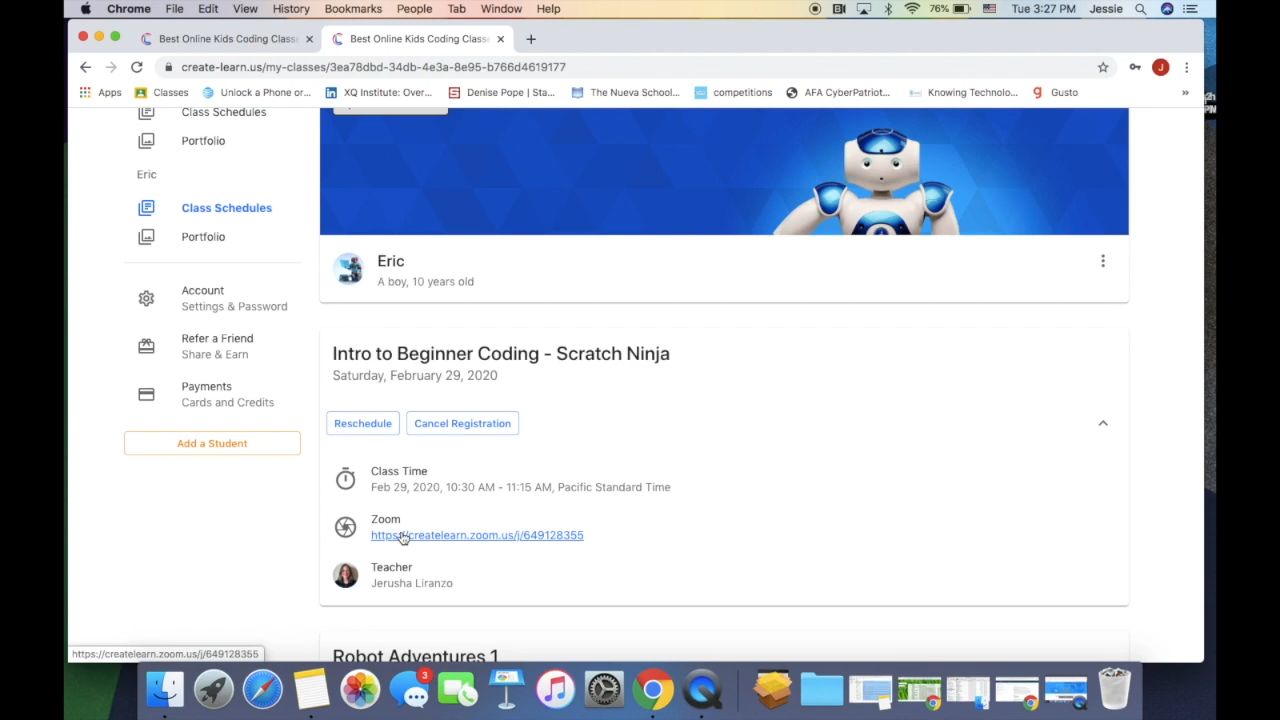 Chrome File Edit View History Bookmarks People Tab Window Help 76% Tue 3:27 PM Jessie
Best Online Kids Coding Classe Best Online Kids Coding Classe
create-learn.us/my-classes/3ea78dbd-34db-4e3a-8e95-b769d4619177 J
Apps Classes Unlock a Phone or... XQ Institute: Over... Denise Pope | Sta... The Nueva School... competitions AFA CyberPatriot... Knowing Technolo... Gusto »
Class Schedules
Portfolio
Eric
Class Schedules
Portfolio
Account
Settings & Password
Refer a Friend
Share & Earn
Payments
Cards and Credits
Add a Student
Eric
A boy, 10 years old
Intro to Beginner Coding - Scratch Ninja
Saturday, February 29, 2020
Reschedule Cancel Registration
Class Time
Feb 29, 2020, 10:30 AM - 11:15 AM, Pacific Standard Time
Zoom
https://createlearn.zoom.us/j/649128355
Teacher
Jerusha Liranzo
Robot Adventures 1
https://createlearn.zoom.us/j/649128355
3